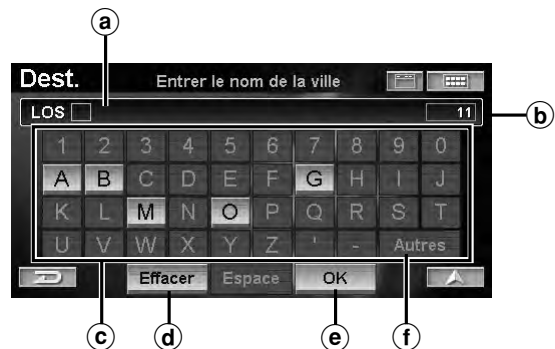 a
Dest. Entrer le nom de la ville
LOS 11
b
1 2 3 4 5 6 7 8 9 0
A B C D E F G H I J
K L M N O P Q R S T
U V W X Y Z ' - Autres
Effacer Espace OK
c d e f